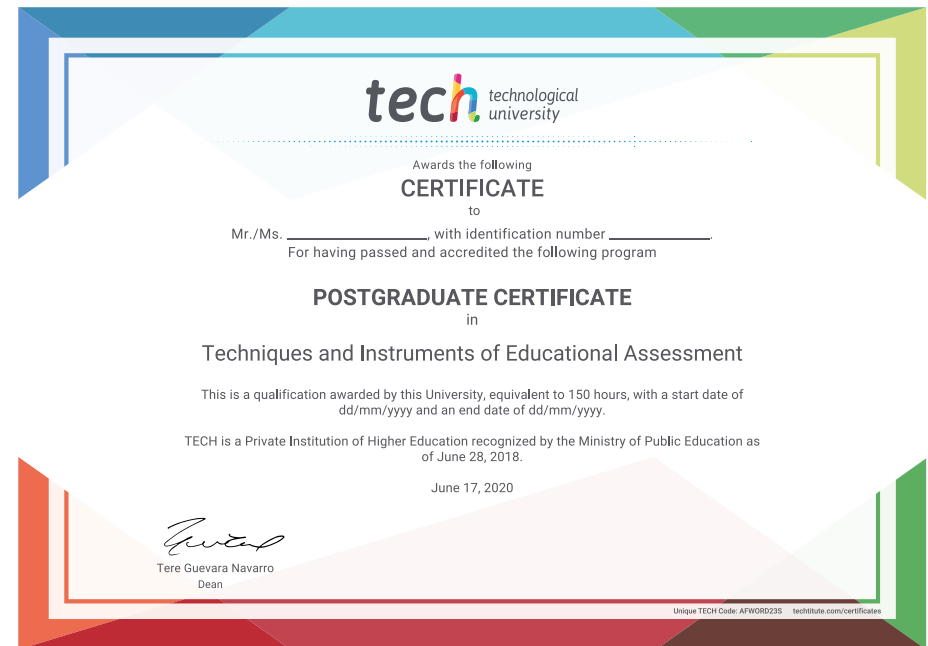 tech technological
university
Awards the following
CERTIFICATE
to
Mr./Ms. ____________________, with identification number ______________.
For having passed and accredited the following program
POSTGRADUATE CERTIFICATE
in
Techniques and Instruments of Educational Assessment
This is a qualification awarded by this University, equivalent to 150 hours, with a start date of
dd/mm/yyyy and an end date of dd/mm/yyyy.
TECH is a Private Institution of Higher Education recognized by the Ministry of Public Education as
of June 28, 2018.
June 17, 2020
Tere Guevara Navarro
Dean
Unique TECH Code: AFWORD23S techtitute.com/certificates